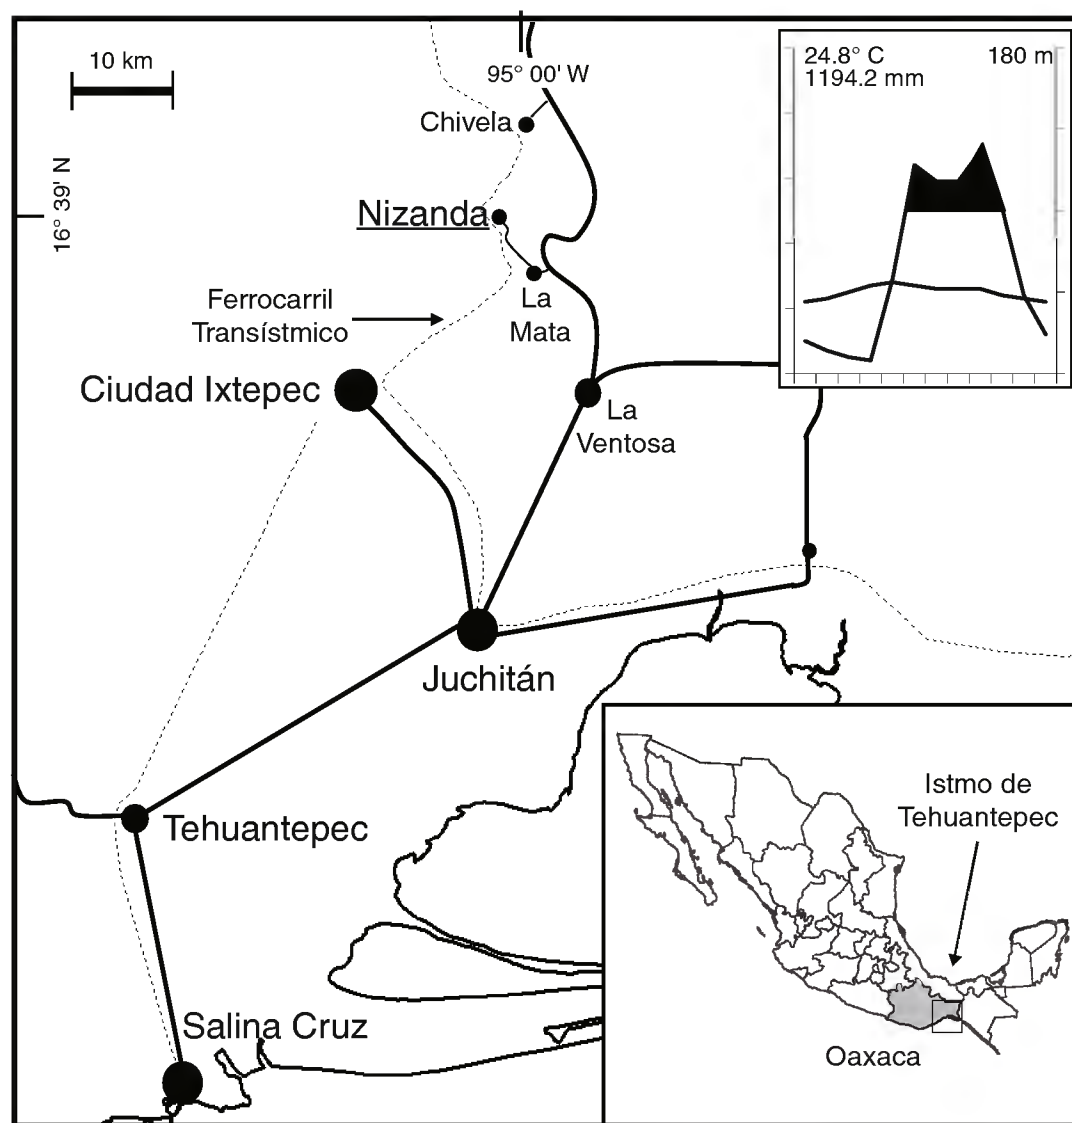 10 km
95° 00' W
24.8° C
180 m
1194.2 mm
Chivela
16° 39' N
Nizanda
La
Mata
Ferrocarril
Transístmico
Ciudad Ixtepec
La
Ventosa
Juchitán
Istmo de
Tehuantepec
Tehuantepec
Salina Cruz
Oaxaca